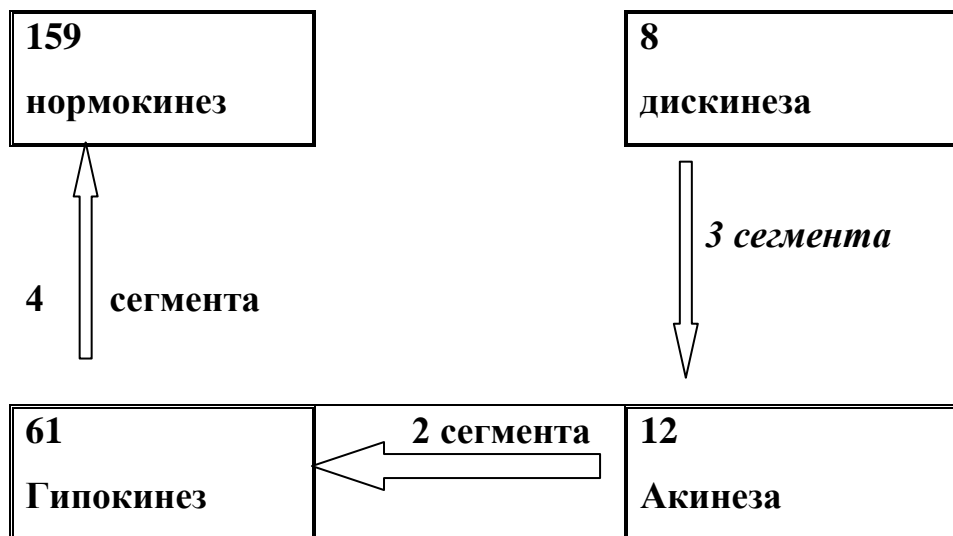 159
нормокинез
8
дискинеза
3 сегмента
4 сегмента
61
Гипокинез
2 сегмента
12
Акинеза